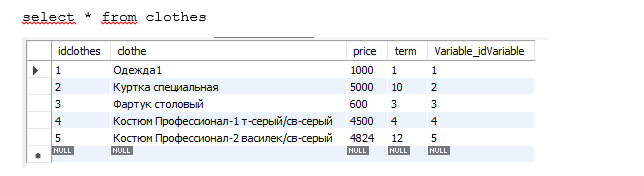 select * from clothes
idclothes clothe price term Variable_idVariable
1 Одежда1 1000 1 1
2 Куртка специальная 5000 10 2
3 Фартук столовый 600 3 3
4 Костюм Профессионал-1 т-серый/св-серый 4500 4 4
5 Костюм Профессионал-2 василек/св-серый 4824 12 5
NULL NULL NULL NULL NULL